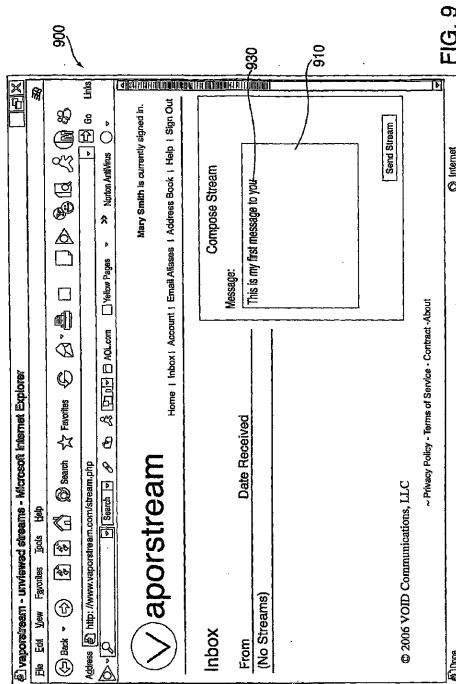 vaporstream - unviewed streams - Microsoft Internet Explorer
File Edit View Favorites Tools Help
Back Search Favorites
Address http://www.vaporstream.com/stream.php Go Links
Search AOL.com Yellow Pages >> Norton AntiVirus
Mary Smith is currently signed in.
Vaporstream
Home | Inbox | Account | Email Aliases | Address Book | Help | Sign Out
Inbox
From Date Received
(No Streams)
Compose Stream
Message:
This is my first message to you
Send Stream
© 2006 VOID Communications, LLC
~ Privacy Policy - Terms of Service - Contract -About
Done Internet
900
930
910
FIG. 9